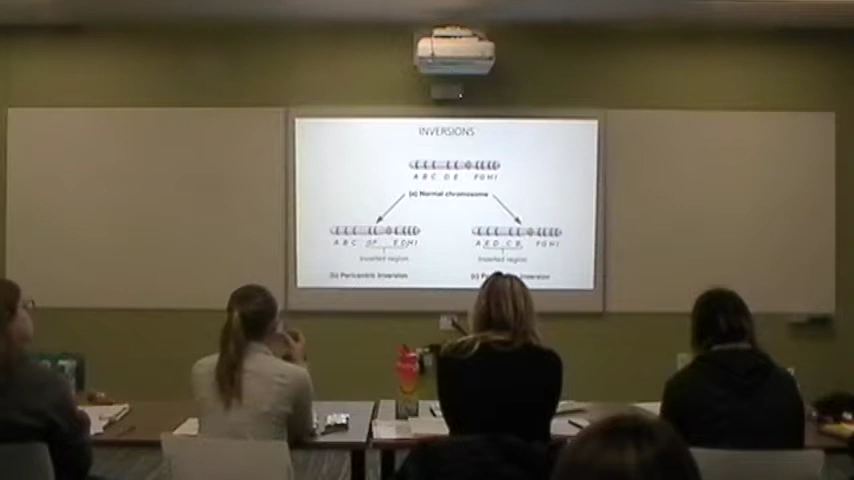 INVERSIONS
A B C D E F G H I
(a) Normal chromosome
A B C E D H I
A E D C B, F G H I
Inverted region
Inverted region
(b) Pericentric inversion
(c) inversion